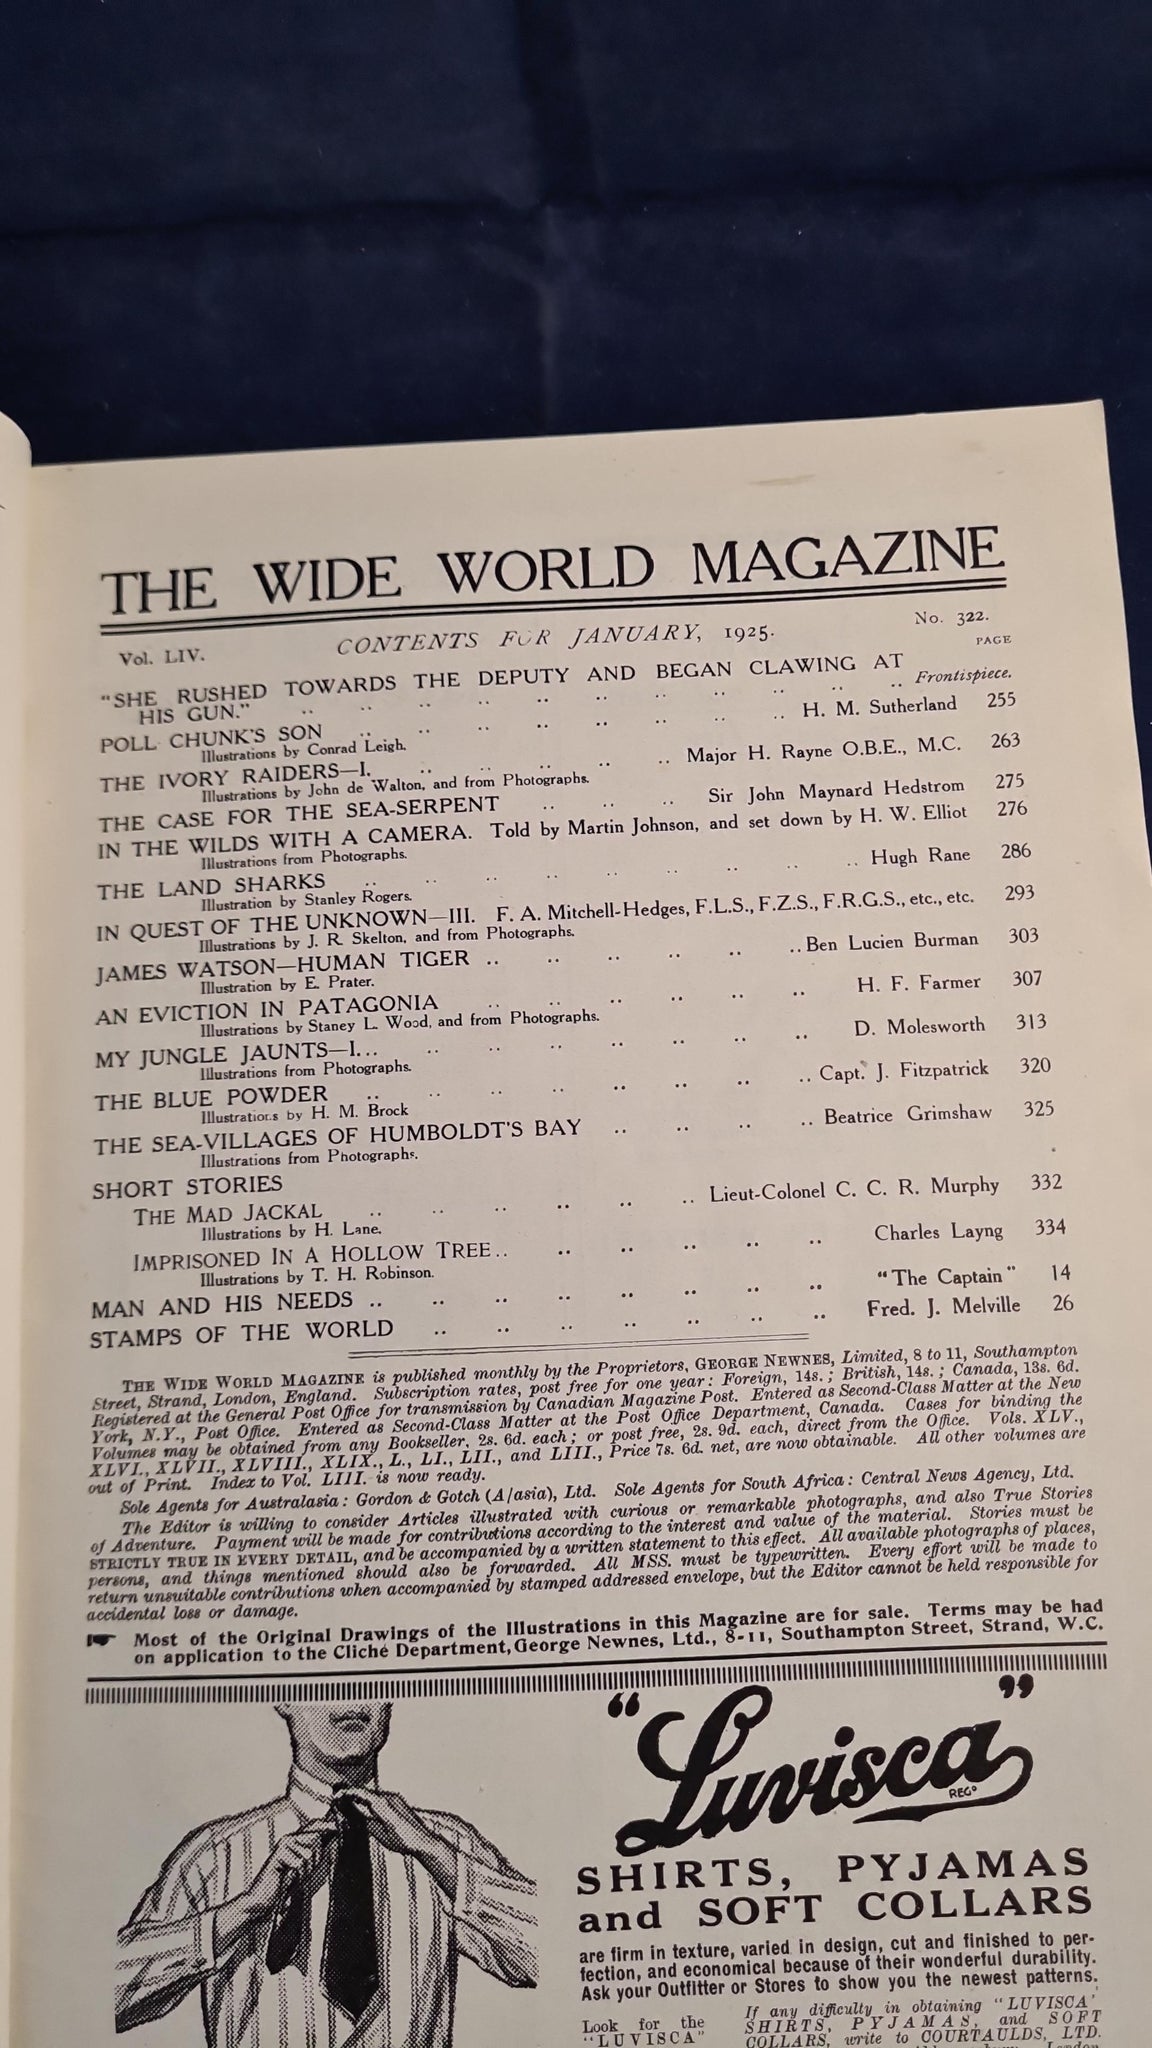 THE WIDE WORLD MAGAZINE
Vol. LIV. CONTENTS FOR JANUARY, 1925. No. 322.
PAGE
"SHE RUSHED TOWARDS THE DEPUTY AND BEGAN CLAWING AT
HIS GUN." .. .. .. .. .. .. .. .. .. .. Frontispiece.
POLL CHUNK'S SON .. .. .. .. .. .. .. .. H. M. Sutherland 255
Illustrations by Conrad Leigh.
THE IVORY RAIDERS—I. .. .. .. .. .. Major H. Rayne O.B.E., M.C. 263
Illustrations by John de Walton, and from Photographs.
THE CASE FOR THE SEA-SERPENT .. .. .. Sir John Maynard Hedstrom 275
IN THE WILDS WITH A CAMERA. Told by Martin Johnson, and set down by H. W. Elliot 276
Illustrations from Photographs.
THE LAND SHARKS .. .. .. .. .. .. .. .. .. Hugh Rane 286
Illustration by Stanley Rogers.
IN QUEST OF THE UNKNOWN—III. F. A. Mitchell-Hedges, F.L.S., F.Z.S., F.R.G.S., etc., etc. 293
Illustrations by J. R. Skelton, and from Photographs.
JAMES WATSON—HUMAN TIGER .. .. .. .. .. .. Ben Lucien Burman 303
Illustration by E. Prater.
AN EVICTION IN PATAGONIA .. .. .. .. .. .. H. F. Farmer 307
Illustrations by Staney L. Wood, and from Photographs.
MY JUNGLE JAUNTS—I... .. .. .. .. .. .. .. D. Molesworth 313
Illustrations from Photographs.
THE BLUE POWDER .. .. .. .. .. .. .. .. Capt. J. Fitzpatrick 320
Illustrations by H. M. Brock
THE SEA-VILLAGES OF HUMBOLDT'S BAY .. .. .. .. Beatrice Grimshaw 325
Illustrations from Photographs.
SHORT STORIES
THE MAD JACKAL .. .. .. .. .. .. Lieut-Colonel C. C. R. Murphy 332
Illustrations by H. Lane.
IMPRISONED IN A HOLLOW TREE.. .. .. .. .. .. Charles Layng 334
Illustrations by T. H. Robinson.
MAN AND HIS NEEDS .. .. .. .. .. .. .. .. "The Captain" 14
STAMPS OF THE WORLD .. .. .. .. .. .. .. Fred. J. Melville 26
THE WIDE WORLD MAGAZINE is published monthly by the Proprietors, GEORGE NEWNES, Limited, 8 to 11, Southampton
Street, Strand, London, England. Subscription rates, post free for one year: Foreign, 14s.; British, 14s.; Canada, 13s. 6d.
Registered at the General Post Office for transmission by Canadian Magazine Post. Entered as Second-Class Matter at the New
York, N.Y., Post Office. Entered as Second-Class Matter at the Post Office Department, Canada. Cases for binding the
Volumes may be obtained from any Bookseller, 2s. 6d. each; or post free, 2s. 9d. each, direct from the Office. Vols. XLV.,
XLVI., XLVII., XLVIII., XLIX., L., LI., LII., and LIII., Price 7s. 6d. net, are now obtainable. All other volumes are
out of Print. Index to Vol. LIII. is now ready.
Sole Agents for Australasia: Gordon & Gotch (A/asia), Ltd. Sole Agents for South Africa: Central News Agency, Ltd.
The Editor is willing to consider Articles illustrated with curious or remarkable photographs, and also True Stories
of Adventure. Payment will be made for contributions according to the interest and value of the material. Stories must be
STRICTLY TRUE IN EVERY DETAIL, and be accompanied by a written statement to this effect. All available photographs of places,
persons, and things mentioned should also be forwarded. All MSS. must be typewritten. Every effort will be made to
return unsuitable contributions when accompanied by stamped addressed envelope, but the Editor cannot be held responsible for
accidental loss or damage.
Most of the Original Drawings of the Illustrations in this Magazine are for sale. Terms may be had
on application to the Cliché Department, George Newnes, Ltd., 8-11, Southampton Street, Strand, W.C.
"Luvisca"
REGD
SHIRTS, PYJAMAS
and SOFT COLLARS
are firm in texture, varied in design, cut and finished to per-
fection, and economical because of their wonderful durability.
Ask your Outfitter or Stores to show you the newest patterns.
Look for the
"LUVISCA"
If any difficulty in obtaining "LUVISCA'
SHIRTS, PYJAMAS, and SOFT
COLLARS, write to COURTAULDS, LTD.